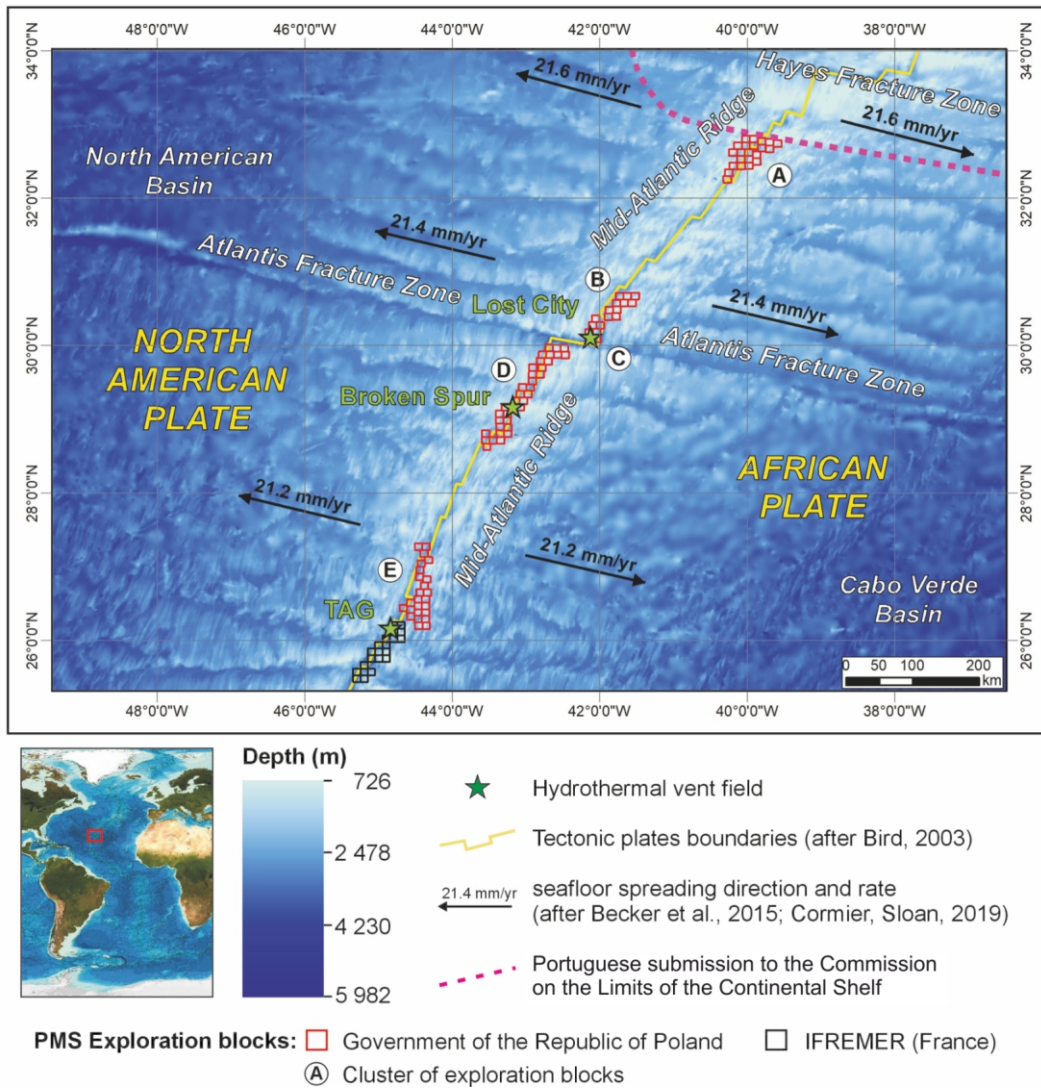 48°0'0"W
46°0'0"W
44°0'0"W
42°0'0"W
40°0'0"W
38°0'0"W
34°0'0"N
34°0'0"N
21.6 mm/yr
Hayes Fracture Zone
21.6 mm/yr
North American
Basin
Mid-Atlantic Ridge
A
32°0'0"N
32°0'0"N
21.4 mm/yr
Atlantis Fracture Zone
B
Lost City
21.4 mm/yr
30°0'0"N
30°0'0"N
NORTH
AMERICAN
PLATE
D
C
Atlantis Fracture Zone
Broken Spur
Mid-Atlantic Ridge
AFRICAN
PLATE
28°0'0"N
28°0'0"N
21.2 mm/yr
21.2 mm/yr
E
TAG
Cabo Verde
Basin
26°0'0"N
26°0'0"N
0 50 100 200
km
48°0'0"W
46°0'0"W
44°0'0"W
42°0'0"W
40°0'0"W
38°0'0"W
Depth (m)
726
2 478
4 230
5 982
Hydrothermal vent field
Tectonic plates boundaries (after Bird, 2003)
21.4 mm/yr
seafloor spreading direction and rate
(after Becker et al., 2015; Cormier, Sloan, 2019)
Portuguese submission to the Commission
on the Limits of the Continental Shelf
PMS Exploration blocks:
Government of the Republic of Poland
IFREMER (France)
A
Cluster of exploration blocks